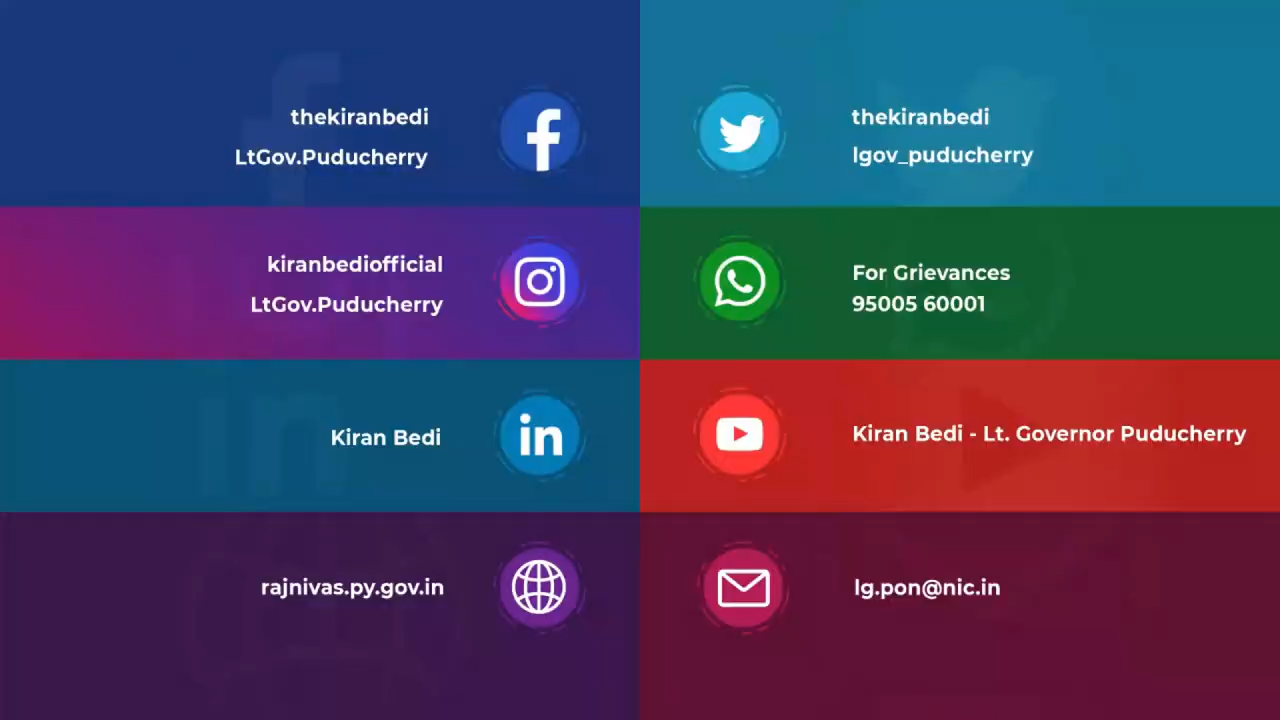 thekiranbedi
LtGov.Puducherry
thekiranbedi
lgov_puducherry
kiranbediofficial
LtGov.Puducherry
For Grievances
95005 60001
Kiran Bedi
Kiran Bedi - Lt. Governor Puducherry
rajnivas.py.gov.in
lg.pon@nic.in